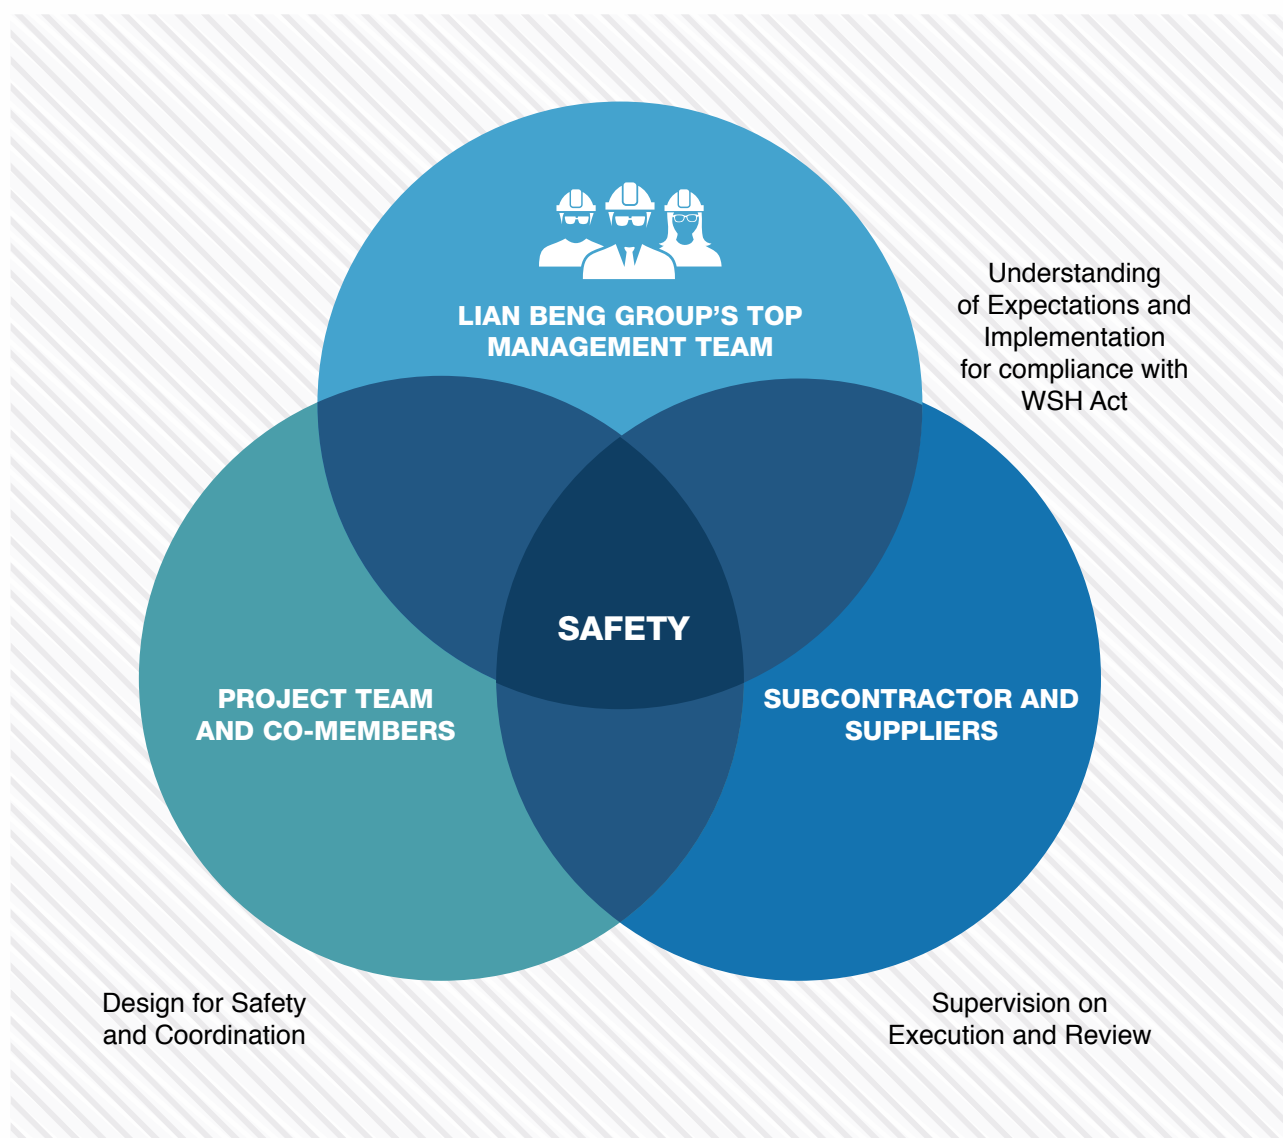 LIAN BENG GROUP’S TOP
MANAGEMENT TEAM
Understanding
of Expectations and
Implementation
for compliance with
WSH Act
SAFETY
PROJECT TEAM
AND CO-MEMBERS
SUBCONTRACTOR AND
SUPPLIERS
Design for Safety
and Coordination
Supervision on
Execution and Review